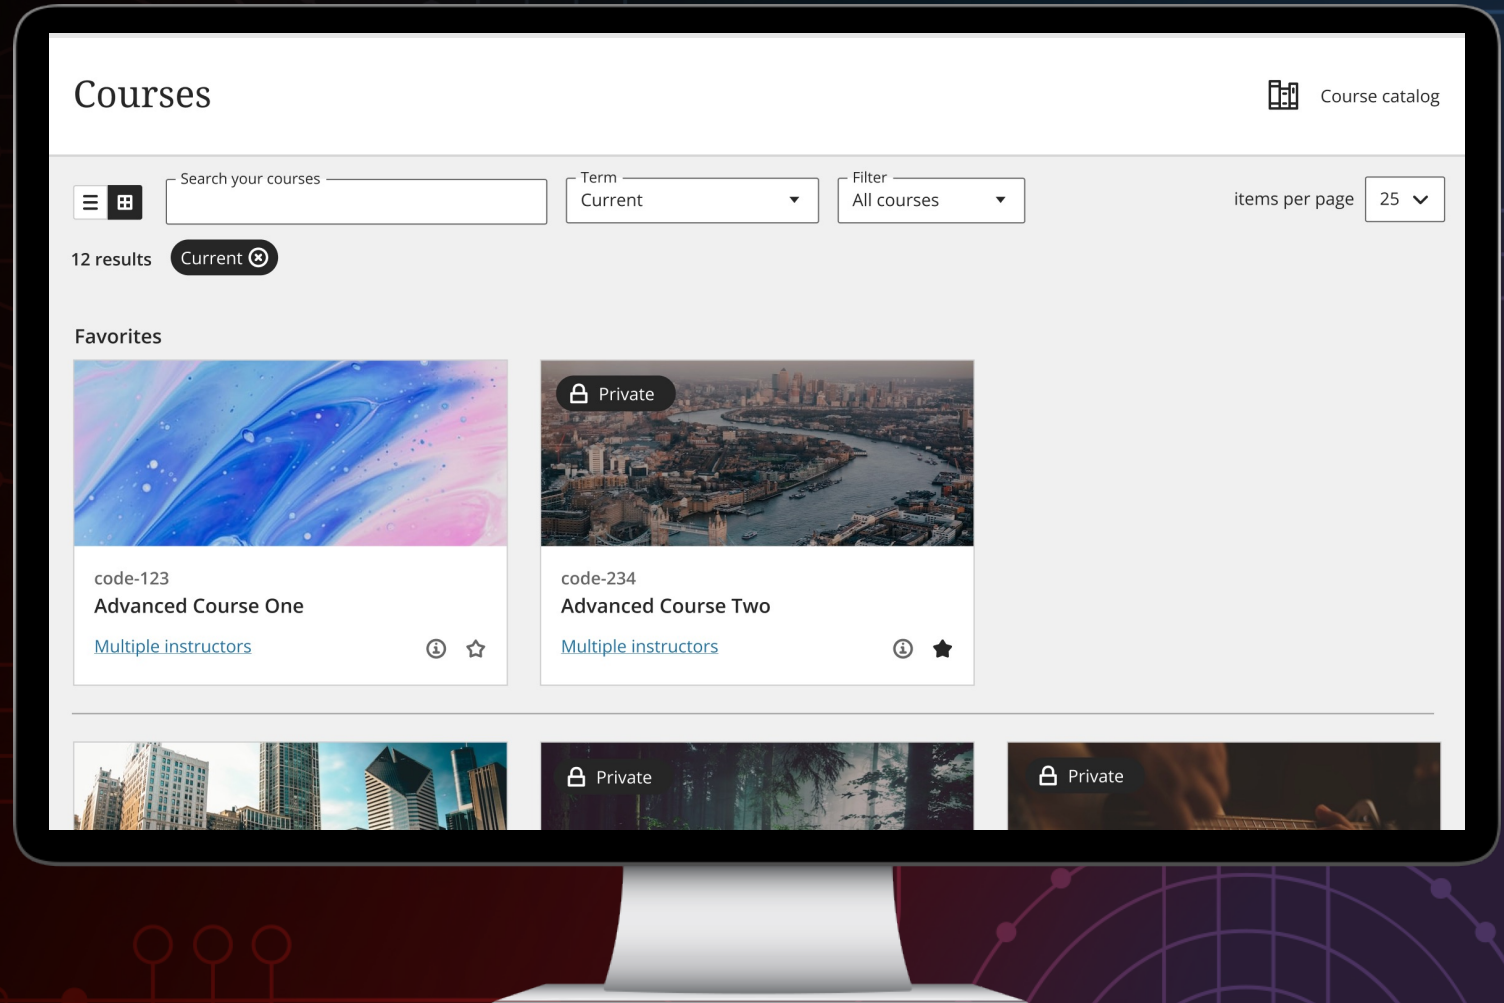 Courses
Course catalog
Search your courses
Term
Current
Filter
All courses
items per page
25
12 results
Current
Favorites
Private
code-123
Advanced Course One
Multiple instructors
code-234
Advanced Course Two
Multiple instructors
Private
Private